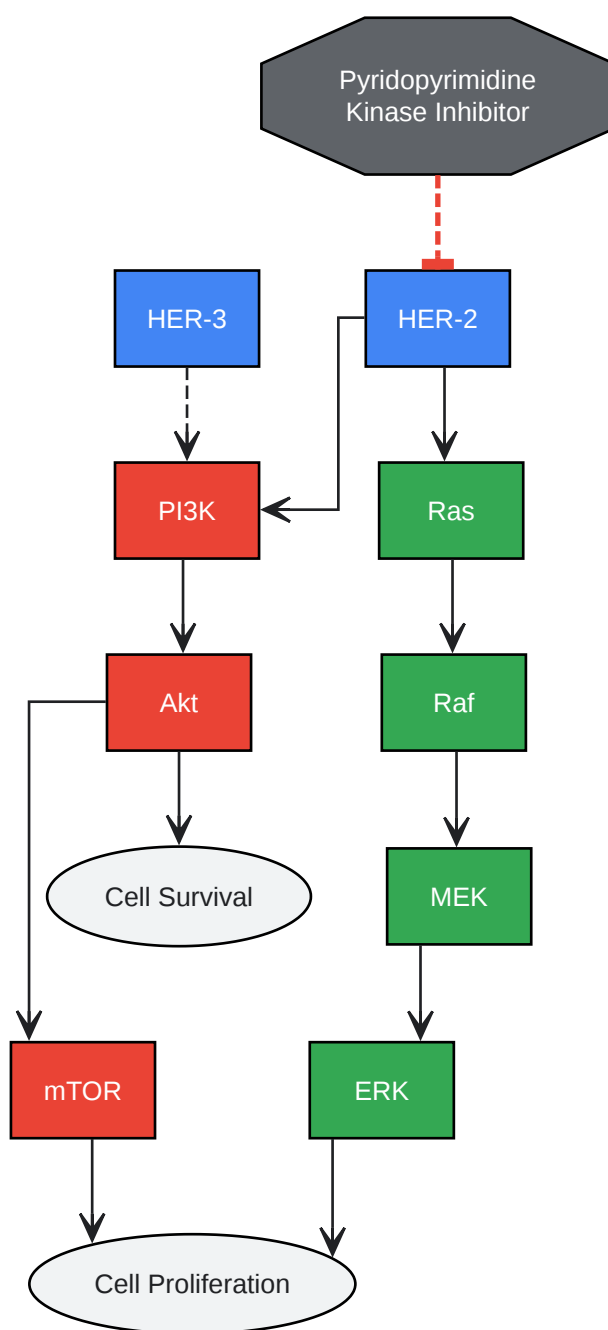 Pyridopyrimidine
Kinase Inhibitor
HER-3
HER-2
PI3K
Ras
Akt
Raf
Cell Survival
MEK
mTOR
ERK
Cell Proliferation